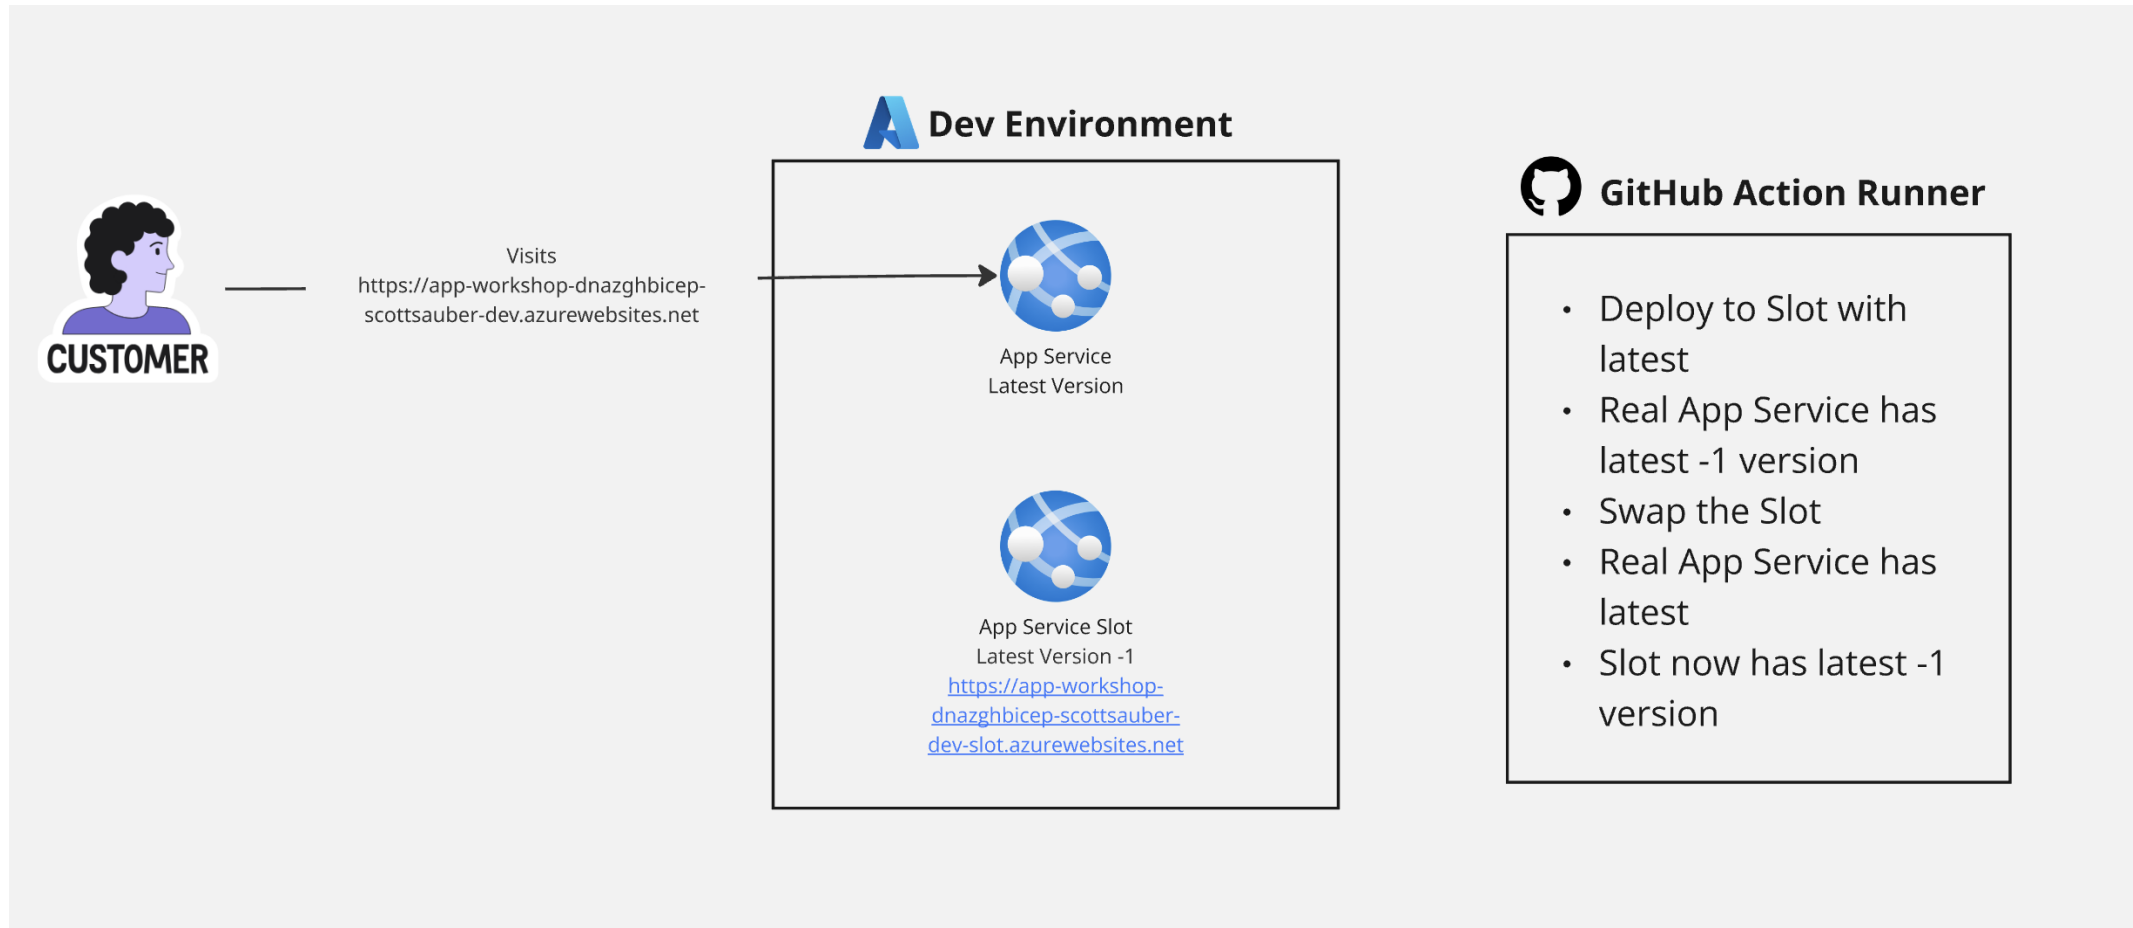 CUSTOMER
Visits
https://app-workshop-dnazghbicep-
scottsauber-dev.azurewebsites.net
Dev Environment
App Service
Latest Version
App Service Slot
Latest Version -1
https://app-workshop-
dnazghbicep-scottsauber-
dev-slot.azurewebsites.net
GitHub Action Runner
• Deploy to Slot with
latest
• Real App Service has
latest -1 version
• Swap the Slot
• Real App Service has
latest
• Slot now has latest -1
version